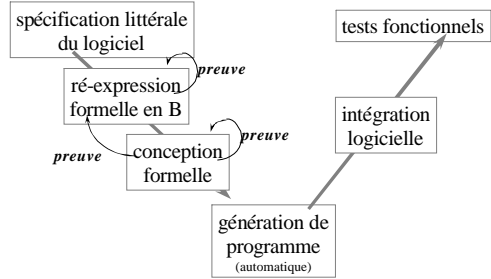 spécification littérale
du logiciel
tests fonctionnels
preuve
ré-expression
formelle en B
intégration
logicielle
preuve
preuve
conception
formelle
génération de
programme
(automatique)